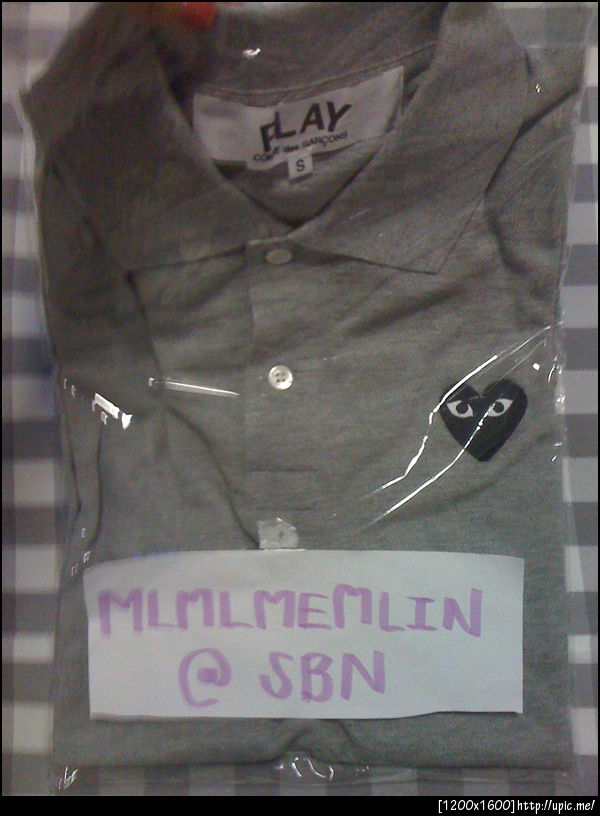 PLAY
COMME des GARÇONS
S
MLMLMEMLIN
@ SBN
[1200x1600]http://upic.me/